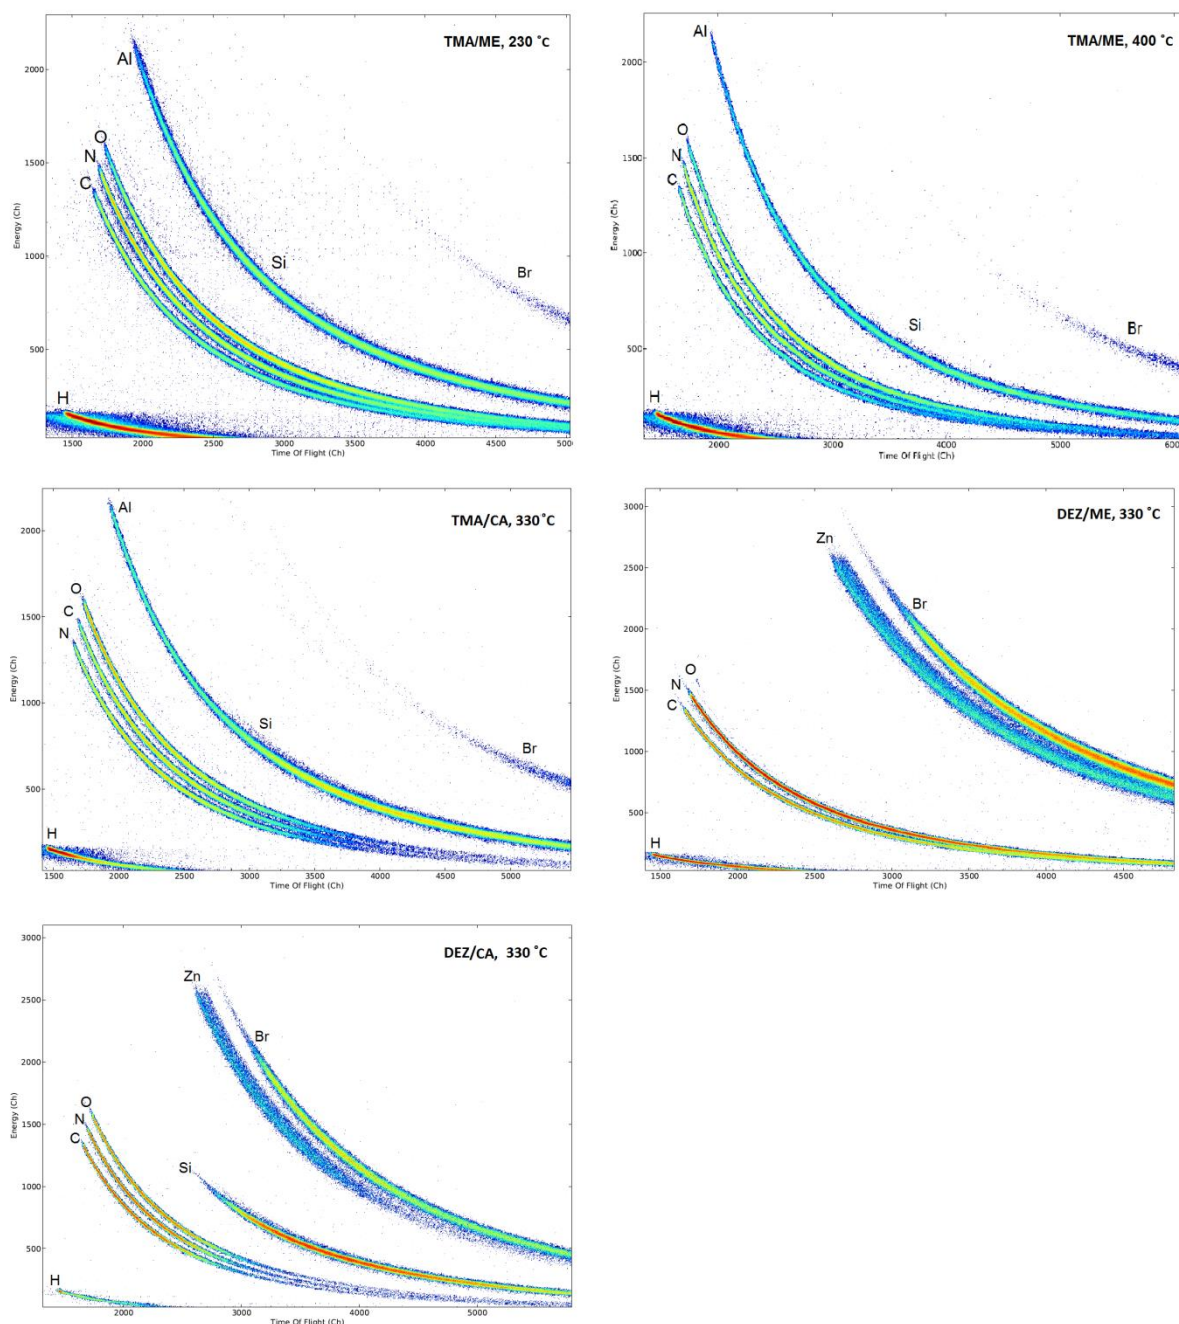 TMA/ME, 230 °C
Al
O
N
C
Si
Br
H
2000
1500
1000
500
Energy (Ch)
1500 2000 2500 3000 3500 4000 4500 5000
Time Of Flight (Ch)
TMA/ME, 400 °C
Al
O
N
C
Si
Br
H
2000
1500
1000
500
Energy (Ch)
2000 3000 4000 5000
Time Of Flight (Ch)
TMA/CA, 330 °C
Al
O
C
N
Si
Br
H
2000
1500
1000
500
Energy (Ch)
1500 2000 2500 3000 3500 4000 4500 5000
Time Of Flight (Ch)
DEZ/ME, 330 °C
Zn
Br
O
N
C
H
3000
2500
2000
1500
1000
500
Energy (Ch)
1500 2000 2500 3000 3500 4000 4500
Time Of Flight (Ch)
DEZ/CA, 330 °C
Zn
Br
O
N
C
Si
H
3000
2500
2000
1500
1000
500
Energy (Ch)
2000 3000 4000 5000
Time Of Flight (Ch)